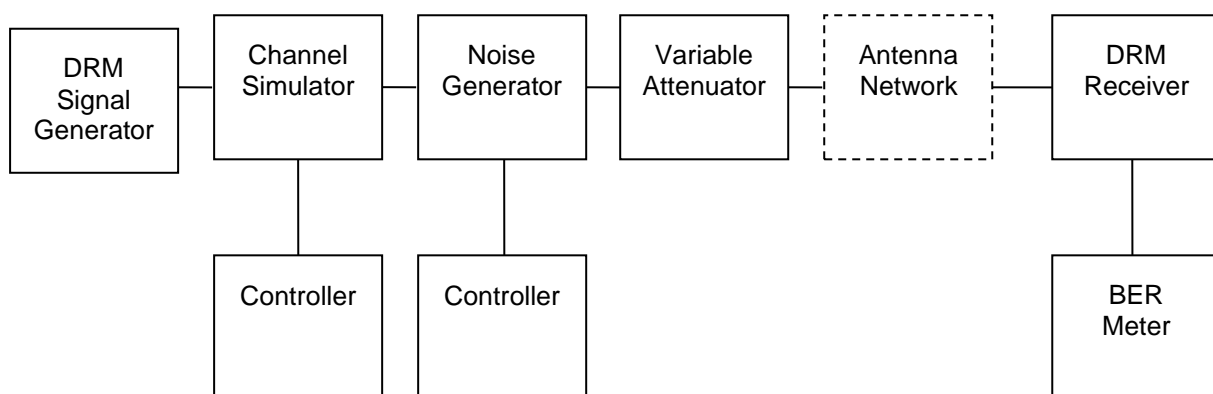 DRM
Signal
Generator
Channel
Simulator
Noise
Generator
Variable
Attenuator
Antenna
Network
DRM
Receiver
Controller
Controller
BER
Meter